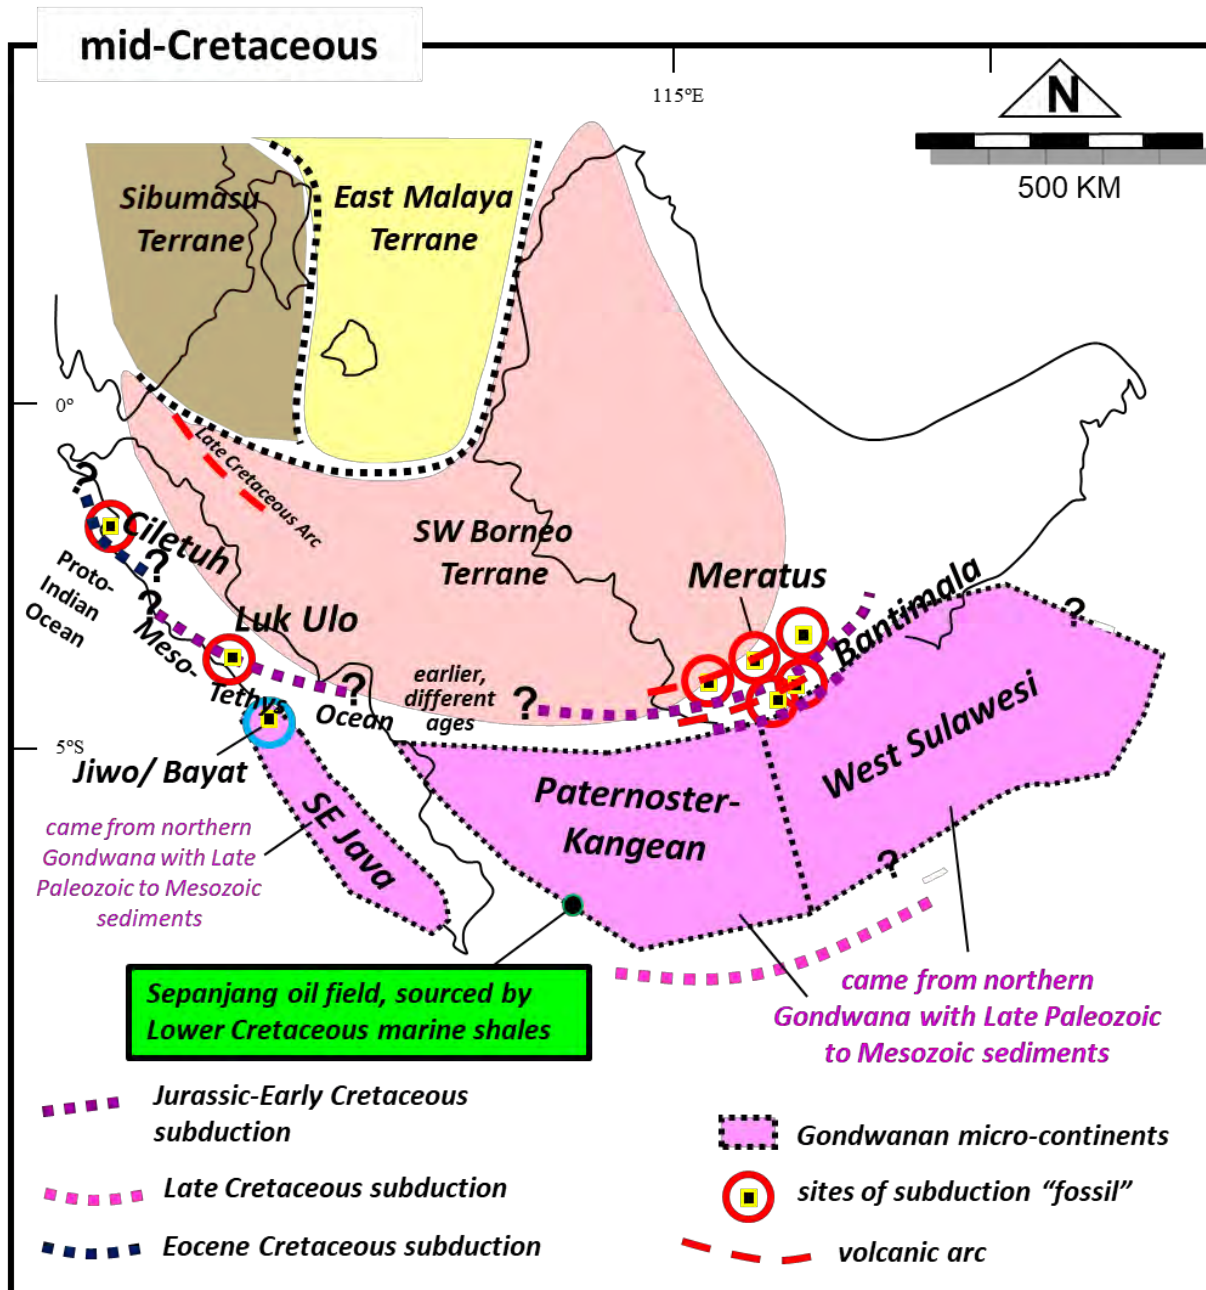 mid-Cretaceous
115°E
N
500 KM
Sibumasu
Terrane
East Malaya
Terrane
0°
Late Cretaceous Arc
?
Ciletuh
?
SW Borneo
Terrane
Meratus
Bantimala
?
Proto-
Indian
Ocean
?
Meso-
Tethys
Ocean
Luk Ulo
?
earlier,
different
ages
?
5°S
Jiwo/ Bayat
SE Java
Paternoster-
Kangean
West Sulawesi
?
came from northern
Gondwana with Late
Paleozoic to Mesozoic
sediments
Sepanjang oil field, sourced by
Lower Cretaceous marine shales
came from northern
Gondwana with Late Paleozoic
to Mesozoic sediments
Jurassic-Early Cretaceous
subduction
Late Cretaceous subduction
Eocene Cretaceous subduction
Gondwanan micro-continents
sites of subduction “fossil”
volcanic arc